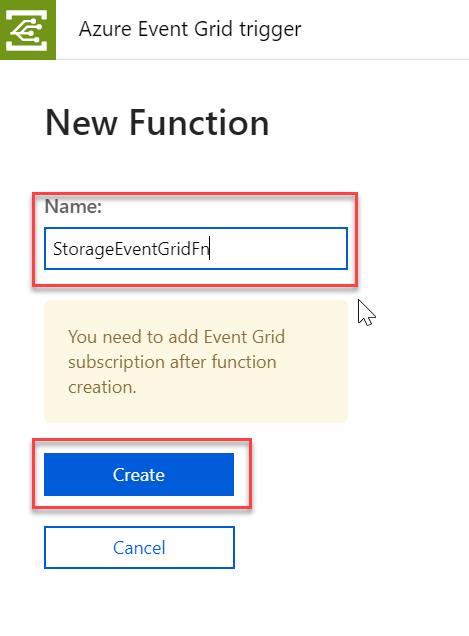 Azure Event Grid trigger
New Function
Name:
StorageEventGridFn
You need to add Event Grid
subscription after function
creation.
Create
Cancel